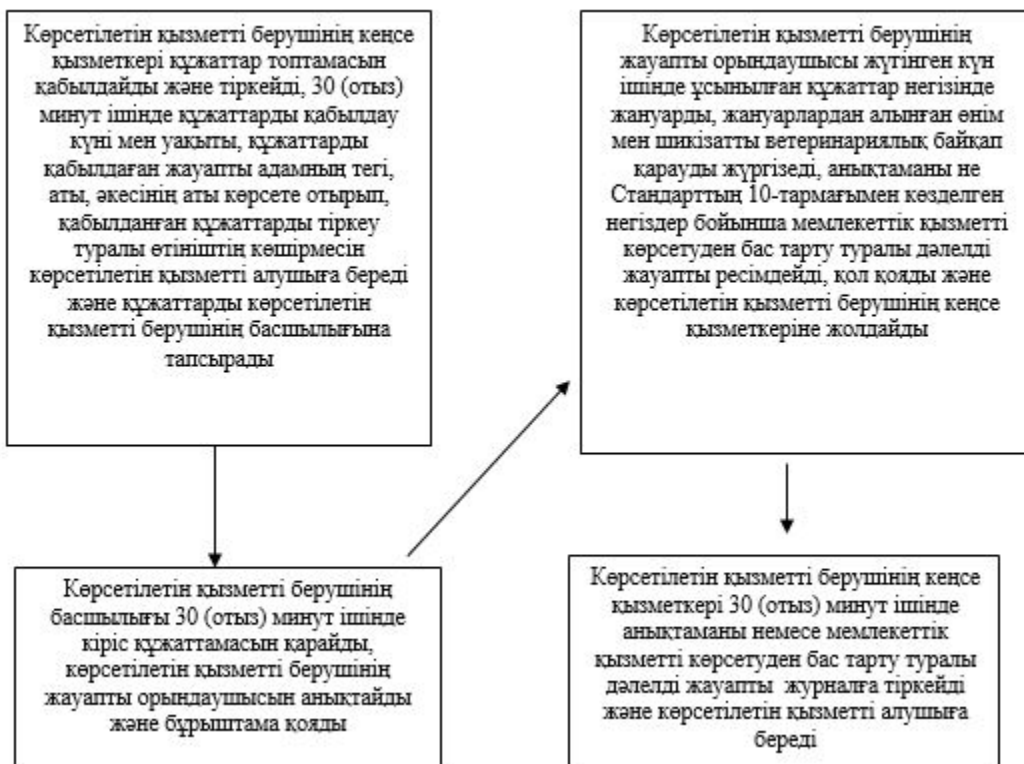 Көрсетілетін қызметті берушінің кеңсе
қызметкері құжаттар топтамасын
қабылдайды және тіркейді, 30 (отыз)
минут ішінде құжаттарды қабылдау
күні мен уақыты, құжаттарды
қабылдаған жауапты адамның тегі,
аты, әкесінің аты көрсете отырып,
қабылданған құжаттарды тіркеу
туралы өтініштің көшірмесін
көрсетілетін қызметті алушыға береді
және құжаттарды көрсетілетін
қызметті берушінің басшылығына
тапсырады
Көрсетілетін қызметті берушінің
басшылығы 30 (отыз) минут ішінде
кіріс құжаттамасын қарайды,
көрсетілетін қызметті берушінің
жауапты орындаушысын анықтайды
және бұрыштама қояды
Көрсетілетін қызметті берушінің
жауапты орындаушысы жүгінген күн
ішінде ұсынылған құжаттар негізінде
жануарды, жануарлардан алынған өнім
мен шикізатты ветеринариялық байқап
қарауды жүргізеді, анықтаманы не
Стандарттың 10-тармағымен көзделген
негіздер бойынша мемлекеттік қызметті
көрсетуден бас тарту туралы дәлелді
жауапты ресімдейді, қол қояды және
көрсетілетін қызметті берушінің кеңсе
қызметкеріне жолдайды
Көрсетілетін қызметті берушінің кеңсе
қызметкері 30 (отыз) минут ішінде
анықтаманы немесе мемлекеттік
қызметті көрсетуден бас тарту туралы
дәлелді жауапты журналға тіркейді
және көрсетілетін қызметті алушыға
береді